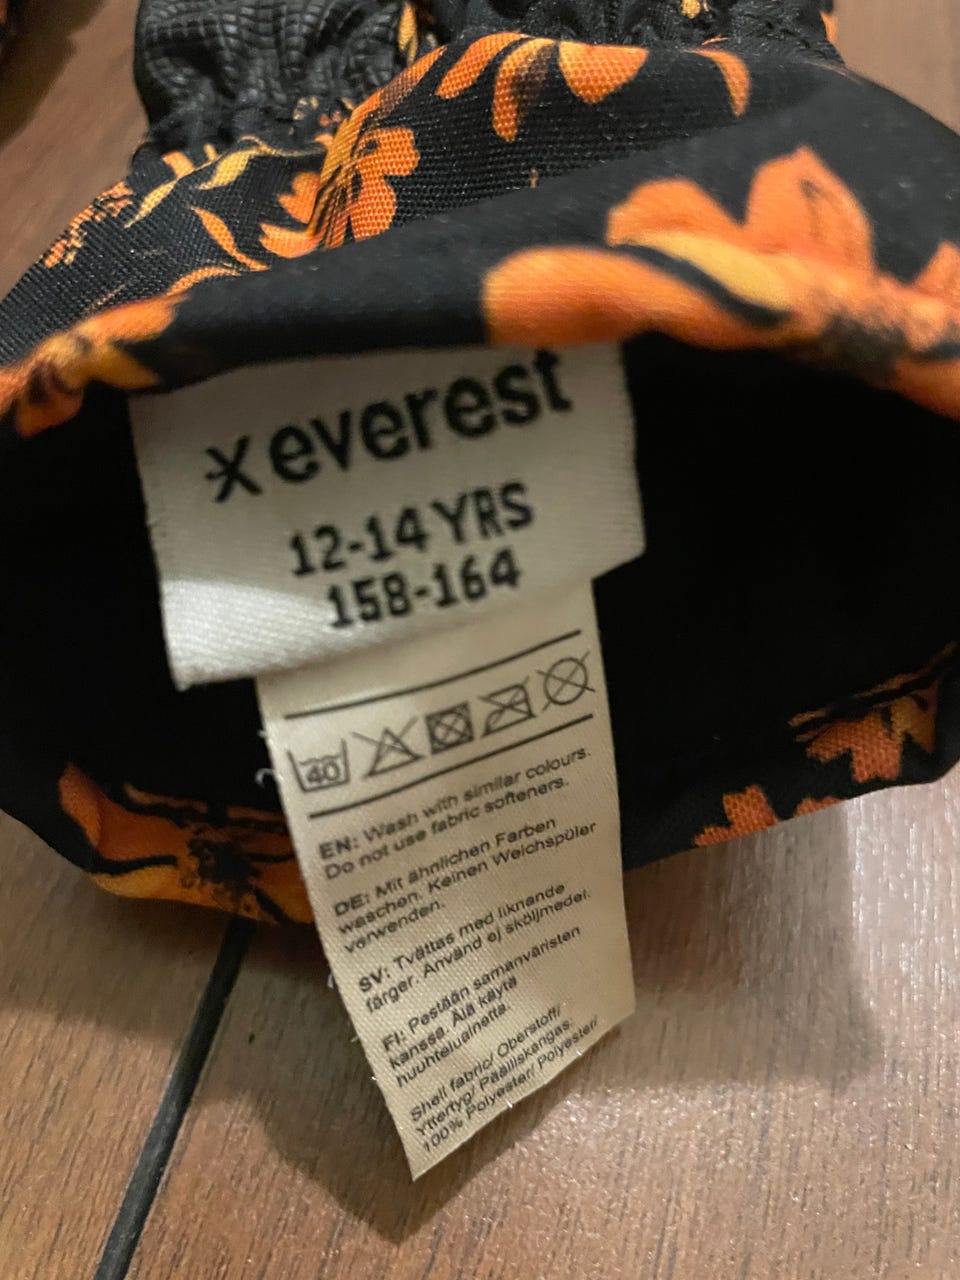 everest
12-14 YRS
158-164
40
EN: Wash with similar colours.
Do not use fabric softeners.
DE: Mit ähnlichen Farben
waschen. Keinen Weichspüler
verwenden.
SV: Tvättas med liknande
färger. Använd ej sköljmedel.
FI: Pestään samanväristen
kanssa. Älä käytä
huuhteluainetta.
Shell fabric/ Oberstoff/
Yttertyg/ Päälliskangas:
100% Polyester/ Polyester/